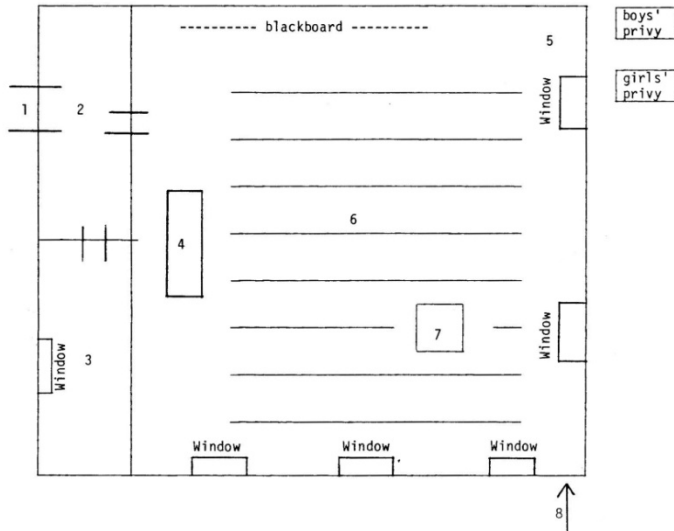 boys'
privy
girls'
privy
---------- blackboard ----------
5
Window
1
2
6
4
7
Window
3
Window
Window
Window
Window
8